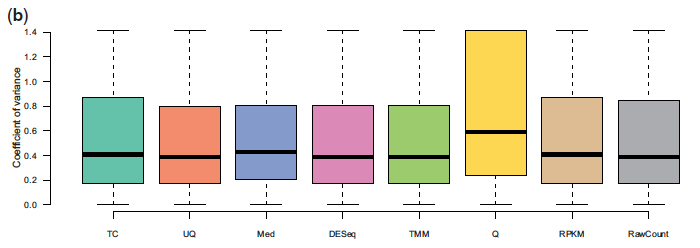 (b)
Coefficient of variance
1.4
1.2
1.0
0.8
0.6
0.4
0.2
0.0
TC UQ Med DESeq TMM Q RPKM RawCount